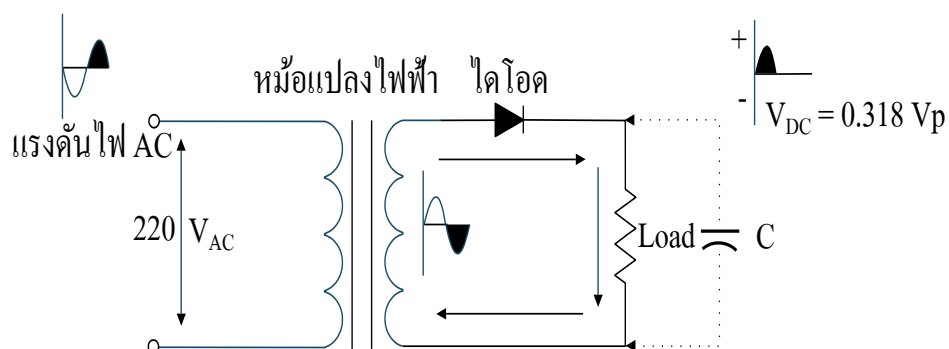 +
-
V_DC = 0.318 Vp
หม้อแปลงไฟฟ้า ไดโอด
แรงดันไฟ AC
220 V_AC
Load C